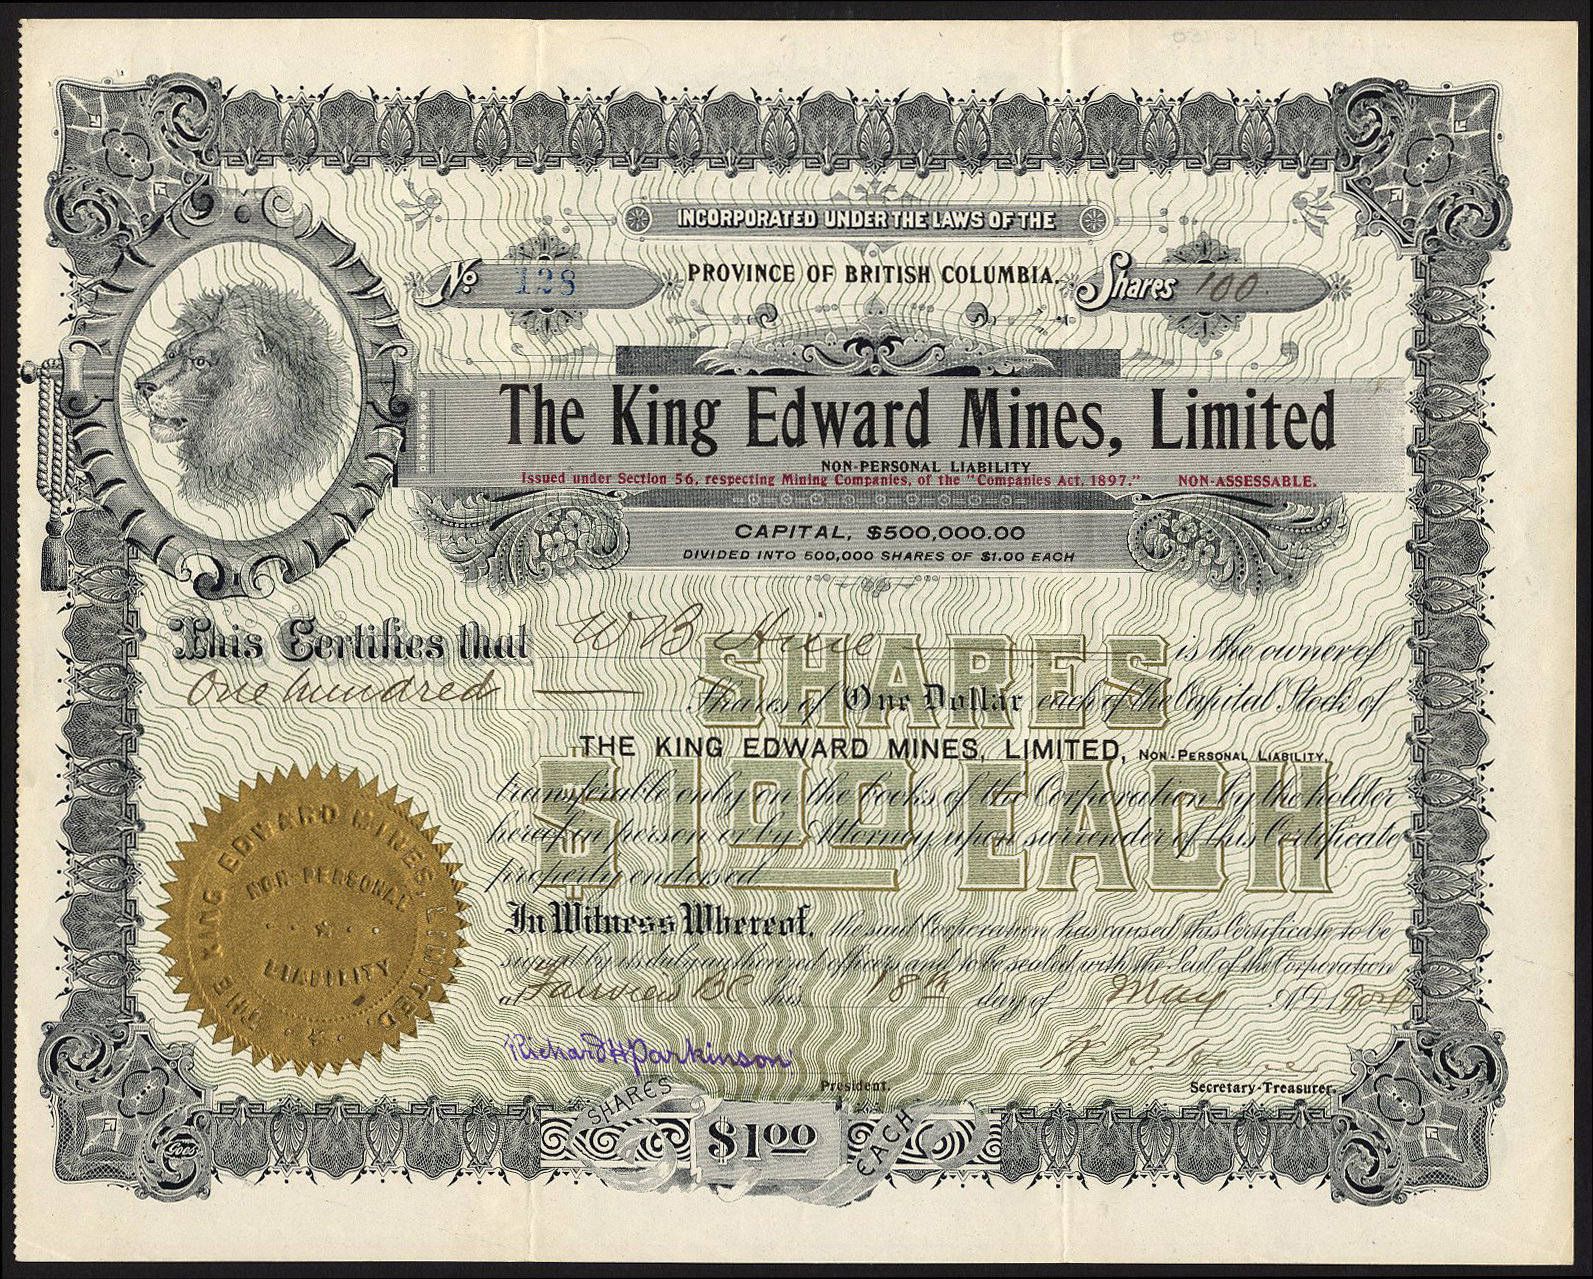 INCORPORATED UNDER THE LAWS OF THE
No. 128
PROVINCE OF BRITISH COLUMBIA.
Shares 100
The King Edward Mines, Limited
NON-PERSONAL LIABILITY
Issued under Section 56, respecting Mining Companies, of the "Companies Act, 1897." NON-ASSESSABLE.
CAPITAL, $500,000.00
DIVIDED INTO 500,000 SHARES OF $1.00 EACH
This Certifies that W B Hine is the owner of
One hundred Shares of One Dollar each of the Capital Stock of
THE KING EDWARD MINES, LIMITED, NON-PERSONAL LIABILITY,
transferable only on the books of the Corporation by the holder
hereof in person or by Attorney upon surrender of this Certificate
properly endorsed
In Witness Whereof, the said Corporation has caused this Certificate to be
signed by its duly authorized officers and to be sealed with the Seal of the Corporation
at Fairview BC this 18th day of May A.D. 1904
SHARES
$1 00 EACH
THE KING EDWARD MINES, LIMITED
NON-PERSONAL
LIABILITY
Richard H Parkinson
President.
W. B. Hine
Secretary-Treasurer.
SHARES
$1 00
EACH